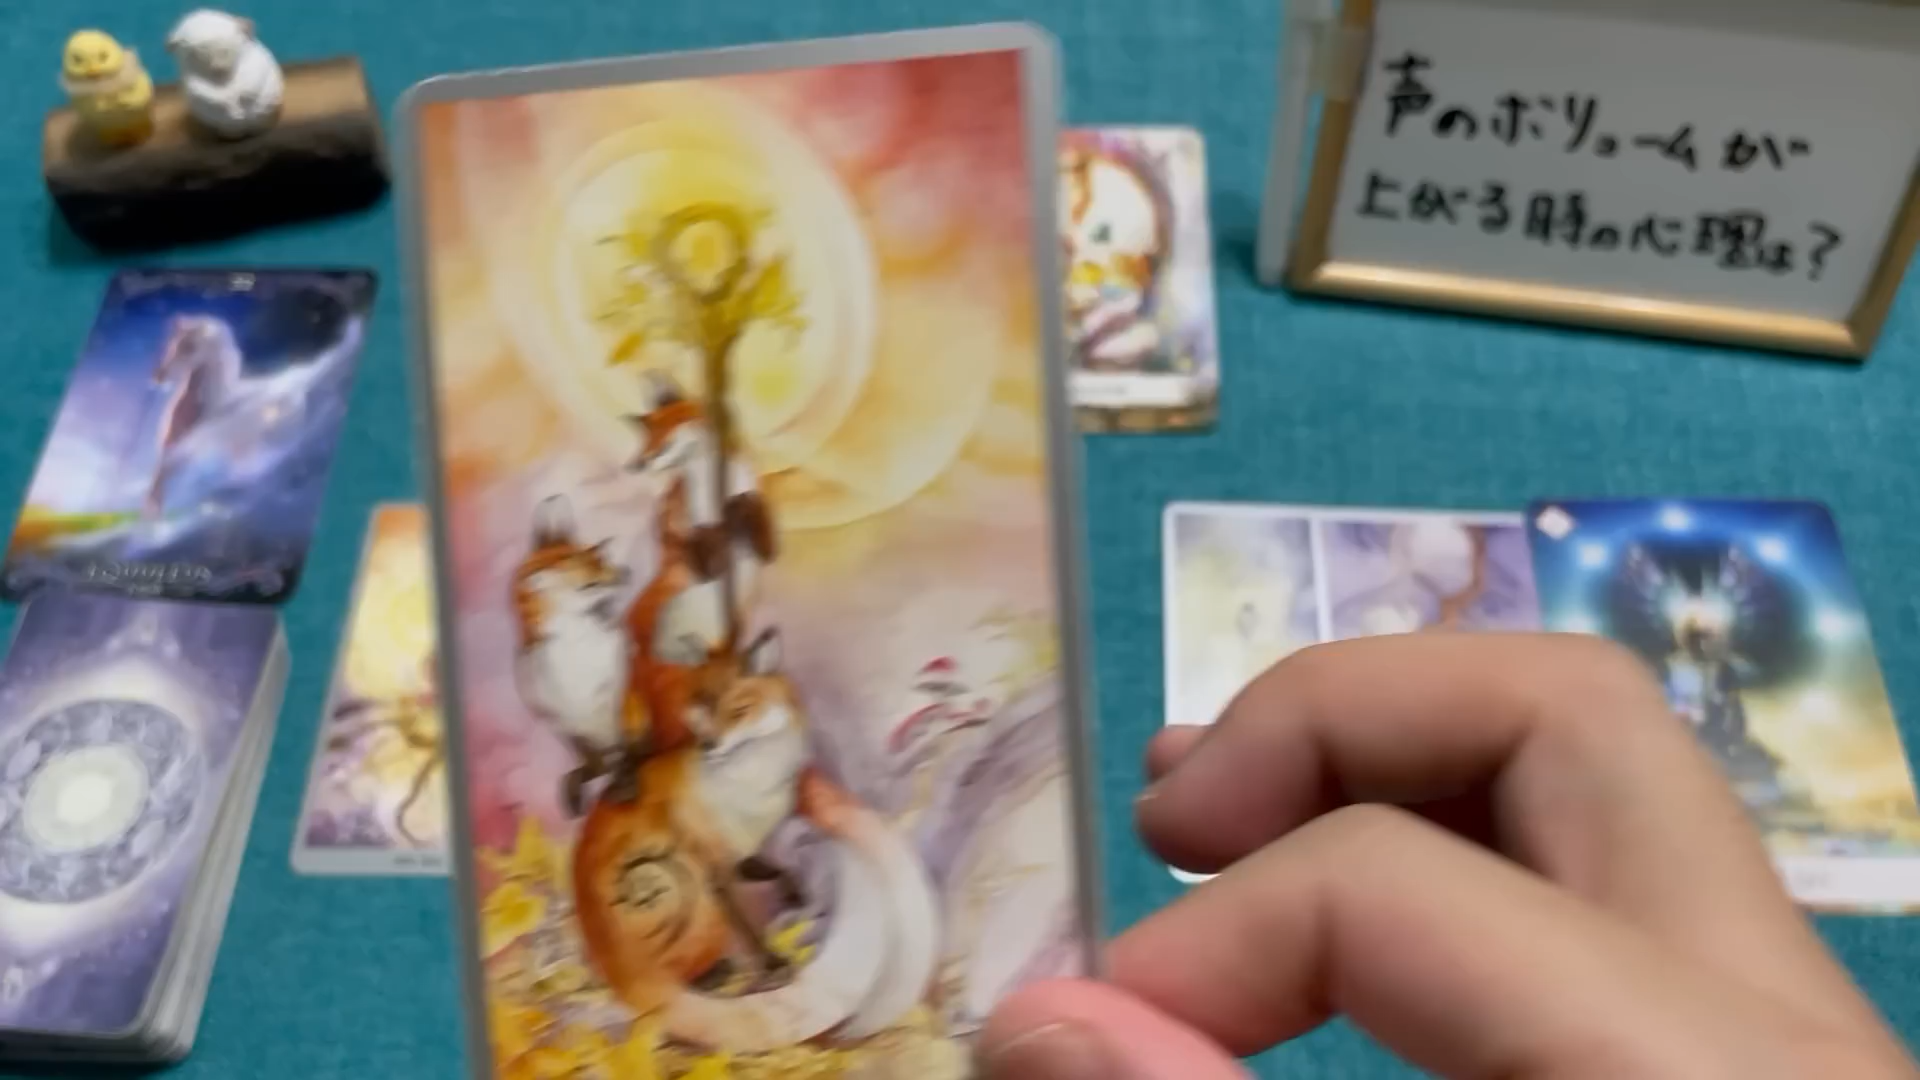 声のボリュームが
上がる時の心理は?